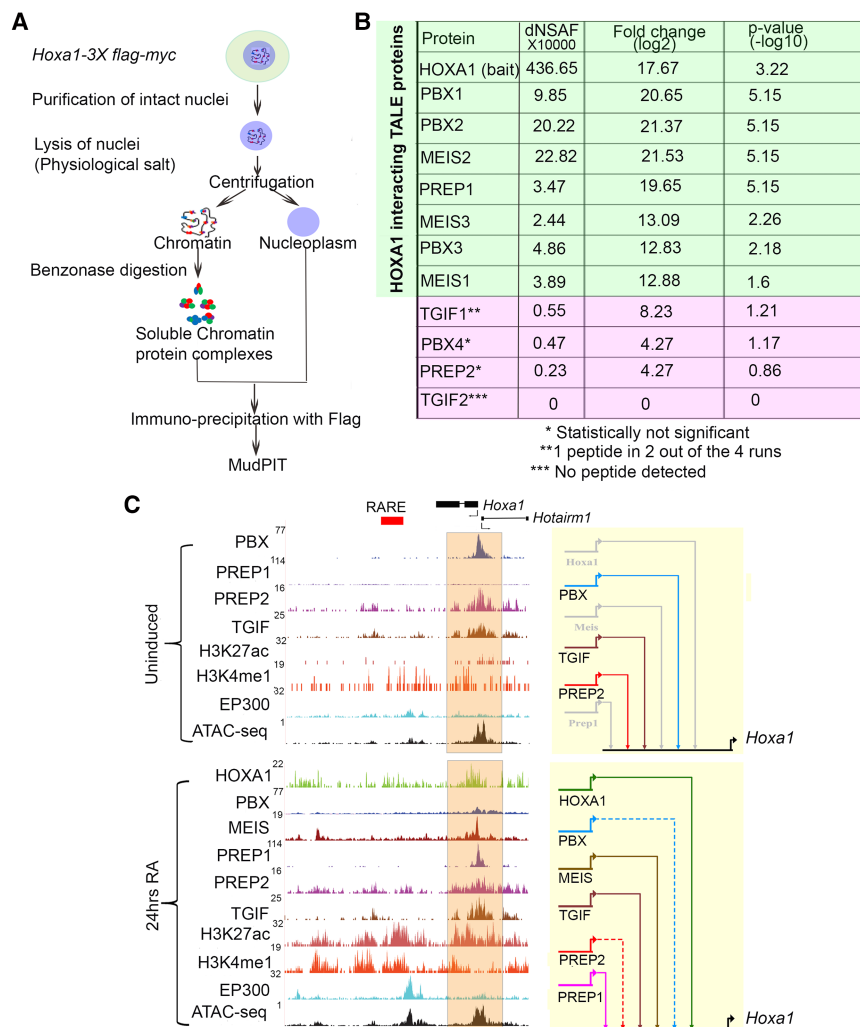 A
Hoxa1-3X flag-myc
Purification of intact nuclei
Lysis of nuclei
(Physiological salt)
Centrifugation
Chromatin
Nucleoplasm
Benzonase digestion
Soluble Chromatin
protein complexes
Immuno-precipitation with Flag
MudPIT
B
HOXA1 interacting TALE proteins
Protein dNSAF X10000 Fold change (log2) p-value (-log10)
HOXA1 (bait) 436.65 17.67 3.22
PBX1 9.85 20.65 5.15
PBX2 20.22 21.37 5.15
MEIS2 22.82 21.53 5.15
PREP1 3.47 19.65 5.15
MEIS3 2.44 13.09 2.26
PBX3 4.86 12.83 2.18
MEIS1 3.89 12.88 1.6
TGIF1** 0.55 8.23 1.21
PBX4* 0.47 4.27 1.17
PREP2* 0.23 4.27 0.86
TGIF2*** 0 0 0
* Statistically not significant
**1 peptide in 2 out of the 4 runs
*** No peptide detected
C
RARE
Hoxa1
Hotairm1
Uninduced
77
PBX
114
PREP1
16
PREP2
25
TGIF
32
H3K27ac
19
H3K4me1
32
EP300
1
ATAC-seq
Hoxa1
PBX
Meis
TGIF
PREP2
Prep1
Hoxa1
24hrs RA
22
HOXA1
77
PBX
19
MEIS
114
PREP1
16
PREP2
25
TGIF
32
H3K27ac
19
H3K4me1
32
EP300
1
ATAC-seq
HOXA1
PBX
MEIS
TGIF
PREP2
PREP1
Hoxa1